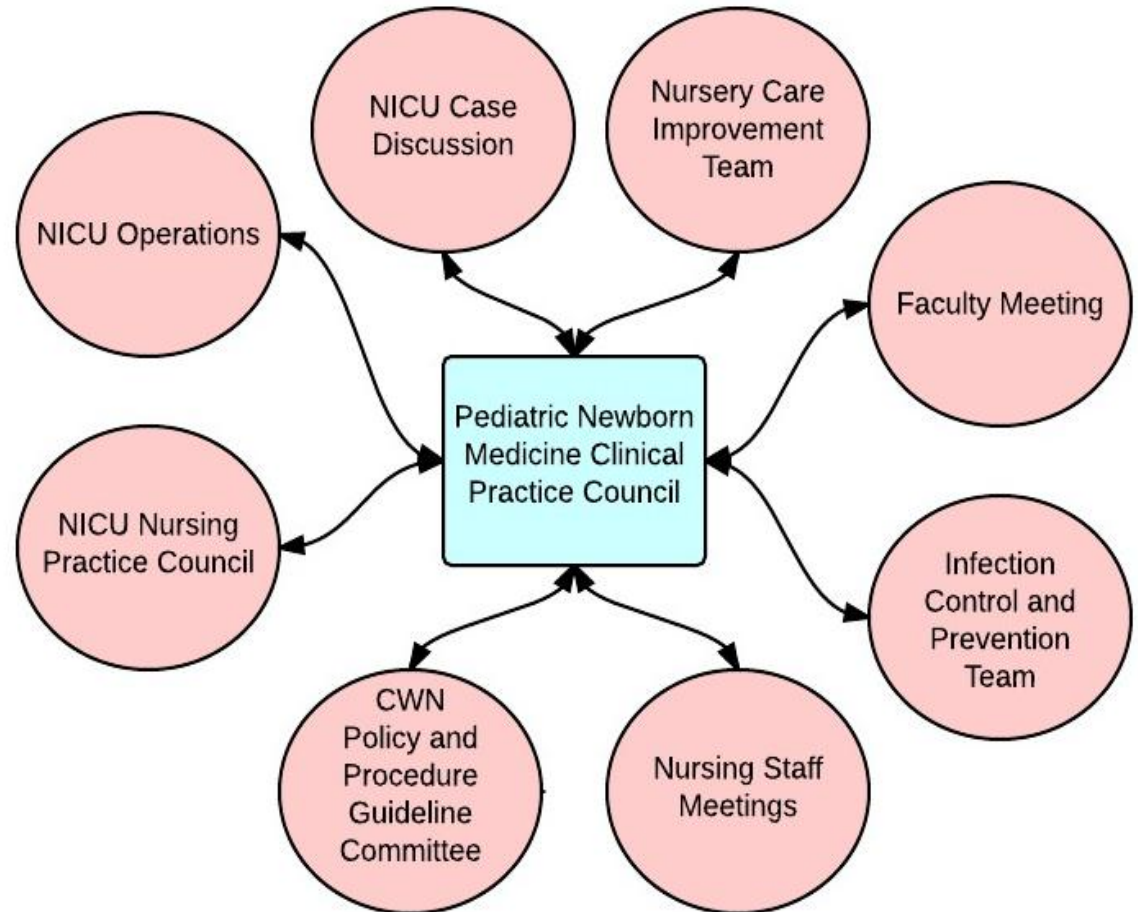 NICU Case
Discussion
Nursery Care
Improvement
Team
NICU Operations
Faculty Meeting
Pediatric Newborn
Medicine Clinical
Practice Council
NICU Nursing
Practice Council
Infection
Control and
Prevention
Team
CWN
Policy and
Procedure
Guideline
Committee
Nursing Staff
Meetings